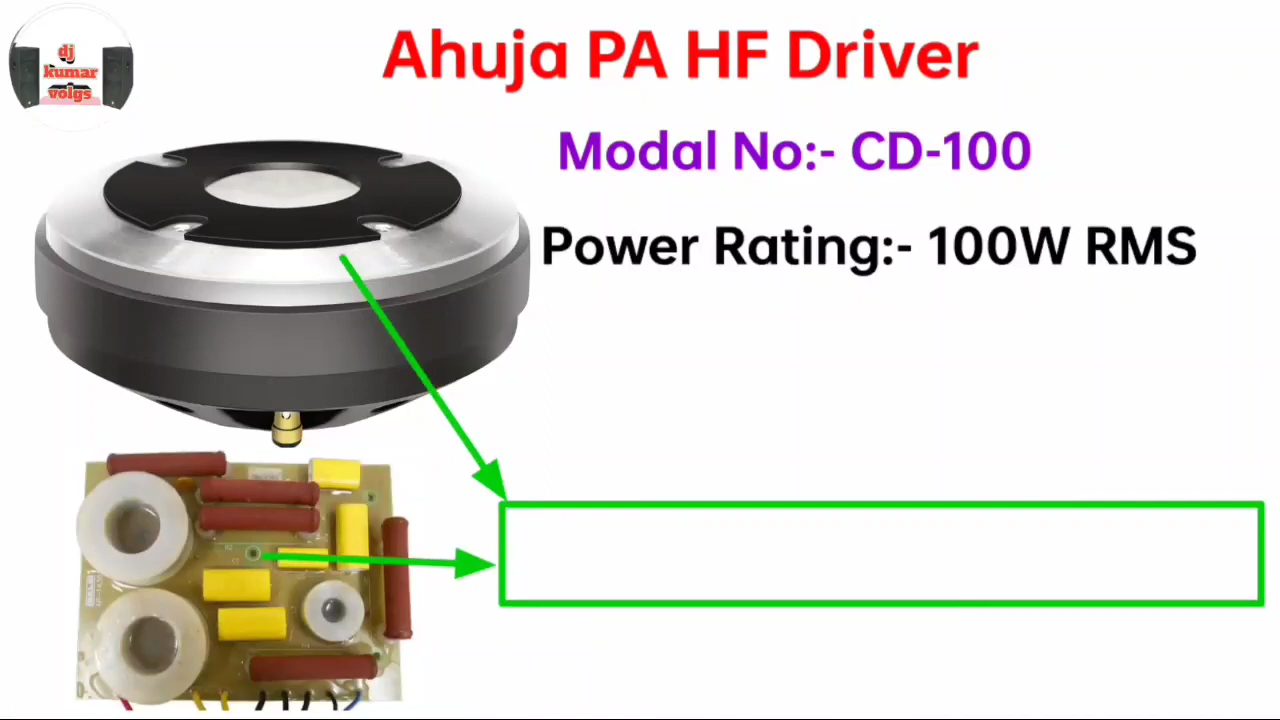 dj
kumar
volgs
Ahuja PA HF Driver
Modal No:- CD-100
Power Rating:- 100W RMS